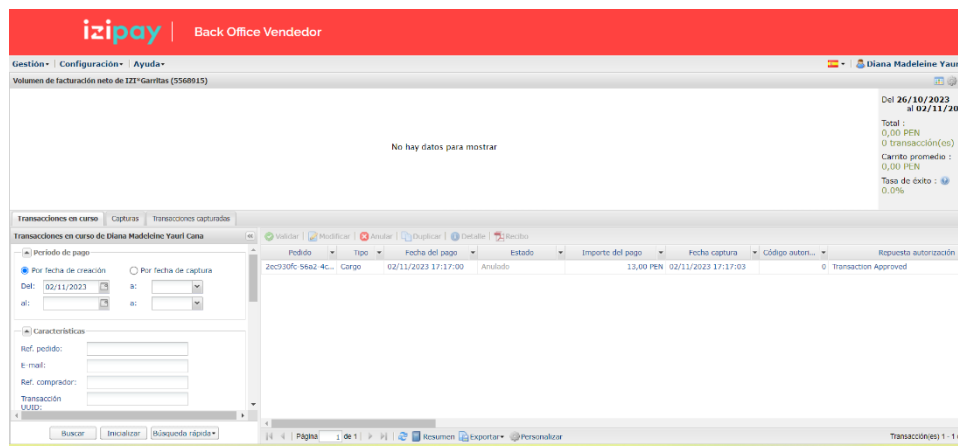 izipay | Back Office Vendedor
Gestión Configuración Ayuda Diana Madeleine Yaur
Volumen de facturación neto de IZI*Garritas (5568915)
Del 26/10/2023
al 02/11/20
Total :
0,00 PEN
0 transacción(es)
No hay datos para mostrar
Carrito promedio :
0,00 PEN
Tasa de éxito :
0.0%
Transacciones en curso Capturas Transacciones capturadas
Transacciones en curso de Diana Madeleine Yauri Cana
Validar Modificar Anular Duplicar Detalle Recibo
Periodo de pago
Pedido Tipo Fecha del pago Estado Importe del pago Fecha captura Código autori... Repuesta autorización
2ec930fc-56a2-4c... Cargo 02/11/2023 17:17:00 Anulado 13,00 PEN 02/11/2023 17:17:03 0 Transaction Approved
Por fecha de creación Por fecha de captura
Del: 02/11/2023 a:
al: a:
Características
Ref. pedido:
E-mail:
Ref. comprador:
Transacción
UUID:
Buscar Inicializar Búsqueda rápida
Página 1 de 1 Resumen Exportar Personalizar Transacción(es) 1 - 1